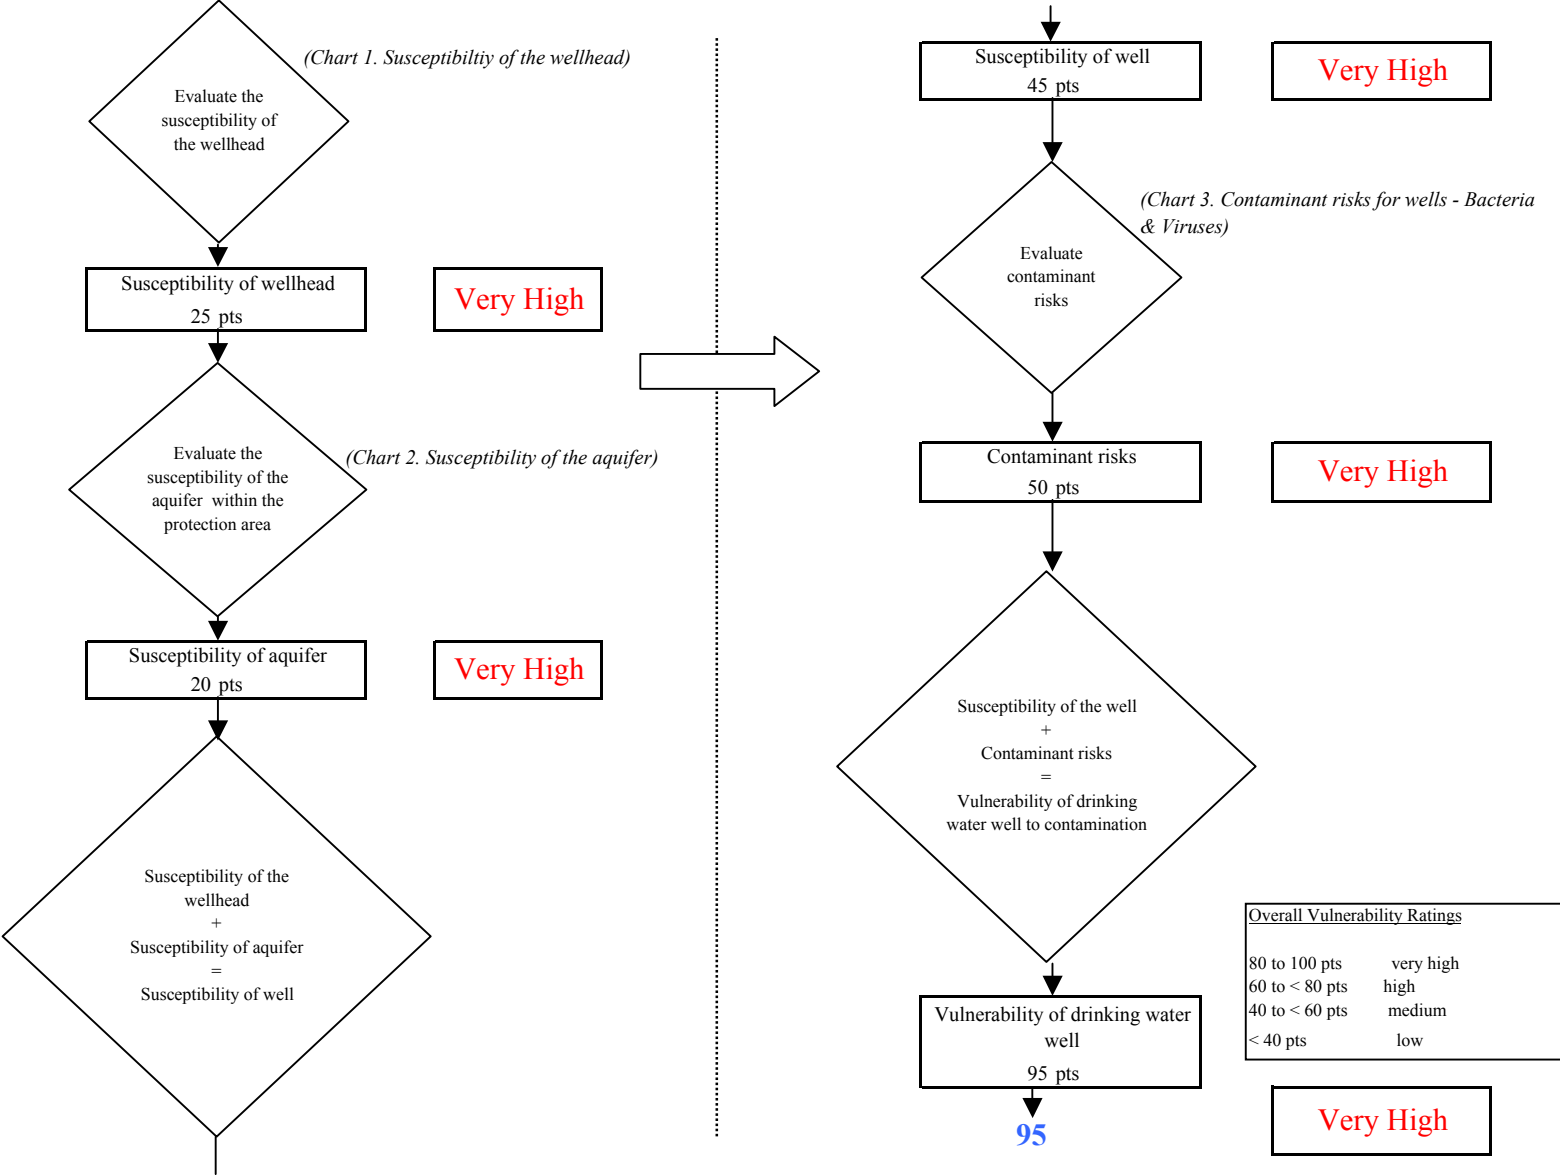 (Chart 1. Susceptibiltiy of the wellhead)
Evaluate the
susceptibility of
the wellhead
Susceptibility of wellhead
25 pts
Very High
Evaluate the
susceptibility of the
aquifer within the
protection area
(Chart 2. Susceptibility of the aquifer)
Susceptibility of aquifer
20 pts
Very High
Susceptibility of the
wellhead
+
Susceptibility of aquifer
=
Susceptibility of well
Susceptibility of well
45 pts
Very High
(Chart 3. Contaminant risks for wells - Bacteria
& Viruses)
Evaluate
contaminant
risks
Contaminant risks
50 pts
Very High
Susceptibility of the well
+
Contaminant risks
=
Vulnerability of drinking
water well to contamination
Overall Vulnerability Ratings
80 to 100 pts very high
60 to < 80 pts high
40 to < 60 pts medium
< 40 pts low
Vulnerability of drinking water
well
95 pts
95
Very High